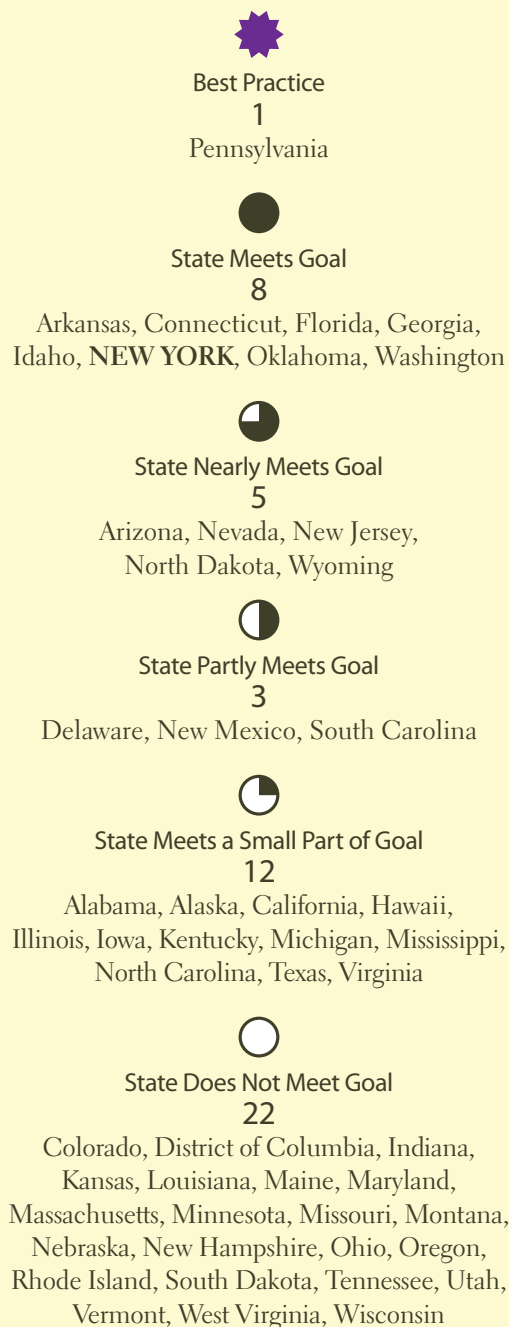 Best Practice
1
Pennsylvania
State Meets Goal
8
Arkansas, Connecticut, Florida, Georgia,
Idaho, NEW YORK, Oklahoma, Washington
State Nearly Meets Goal
5
Arizona, Nevada, New Jersey,
North Dakota, Wyoming
State Partly Meets Goal
3
Delaware, New Mexico, South Carolina
State Meets a Small Part of Goal
12
Alabama, Alaska, California, Hawaii,
Illinois, Iowa, Kentucky, Michigan, Mississippi,
North Carolina, Texas, Virginia
State Does Not Meet Goal
22
Colorado, District of Columbia, Indiana,
Kansas, Louisiana, Maine, Maryland,
Massachusetts, Minnesota, Missouri, Montana,
Nebraska, New Hampshire, Ohio, Oregon,
Rhode Island, South Dakota, Tennessee, Utah,
Vermont, West Virginia, Wisconsin